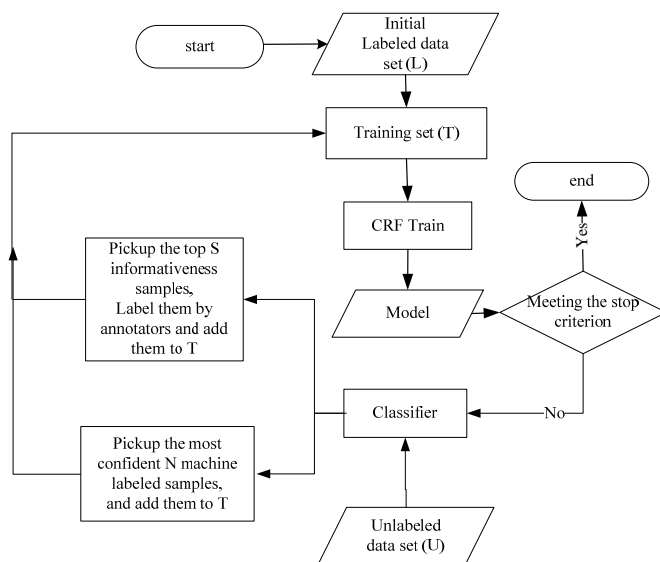 start
Initial
Labeled data
set (L)
Training set (T)
end
CRF Train
Yes
Pickup the top S
informativeness
samples,
Label them by
annotators and add
them to T
Model
Meeting the stop
criterion
Classifier
No
Pickup the most
confident N machine
labeled samples,
and add them to T
Unlabeled
data set (U)